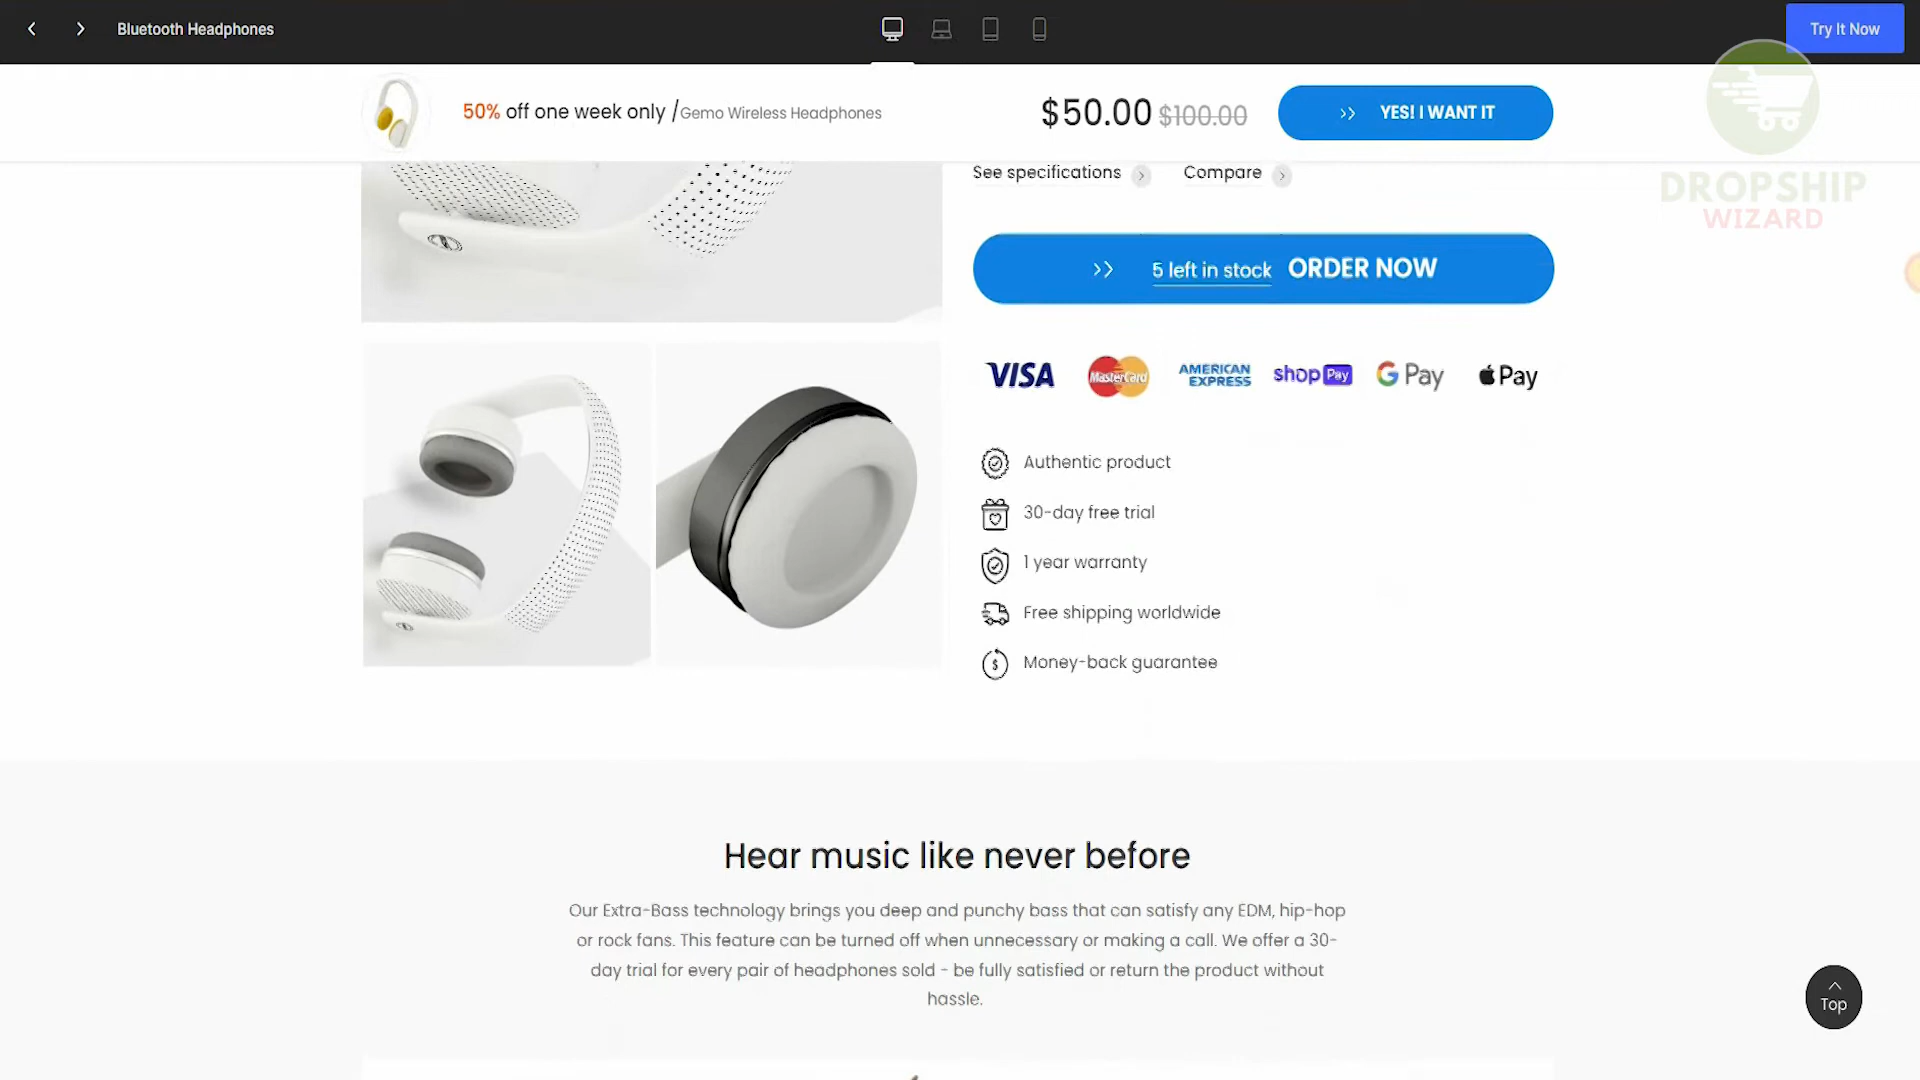 Bluetooth Headphones
Try It Now
50% off one week only / Gemo Wireless Headphones
$50.00 $100.00
YES! I WANT IT
DROPSHIP
WIZARD
See specifications
Compare
5 left in stock ORDER NOW
VISA
MasterCard
AMERICAN
EXPRESS
shop Pay
G Pay
Pay
Authentic product
30-day free trial
1 year warranty
Free shipping worldwide
Money-back guarantee
Hear music like never before
Our Extra-Bass technology brings you deep and punchy bass that can satisfy any EDM, hip-hop
or rock fans. This feature can be turned off when unnecessary or making a call. We offer a 30-
day trial for every pair of headphones sold - be fully satisfied or return the product without
hassle.
Top